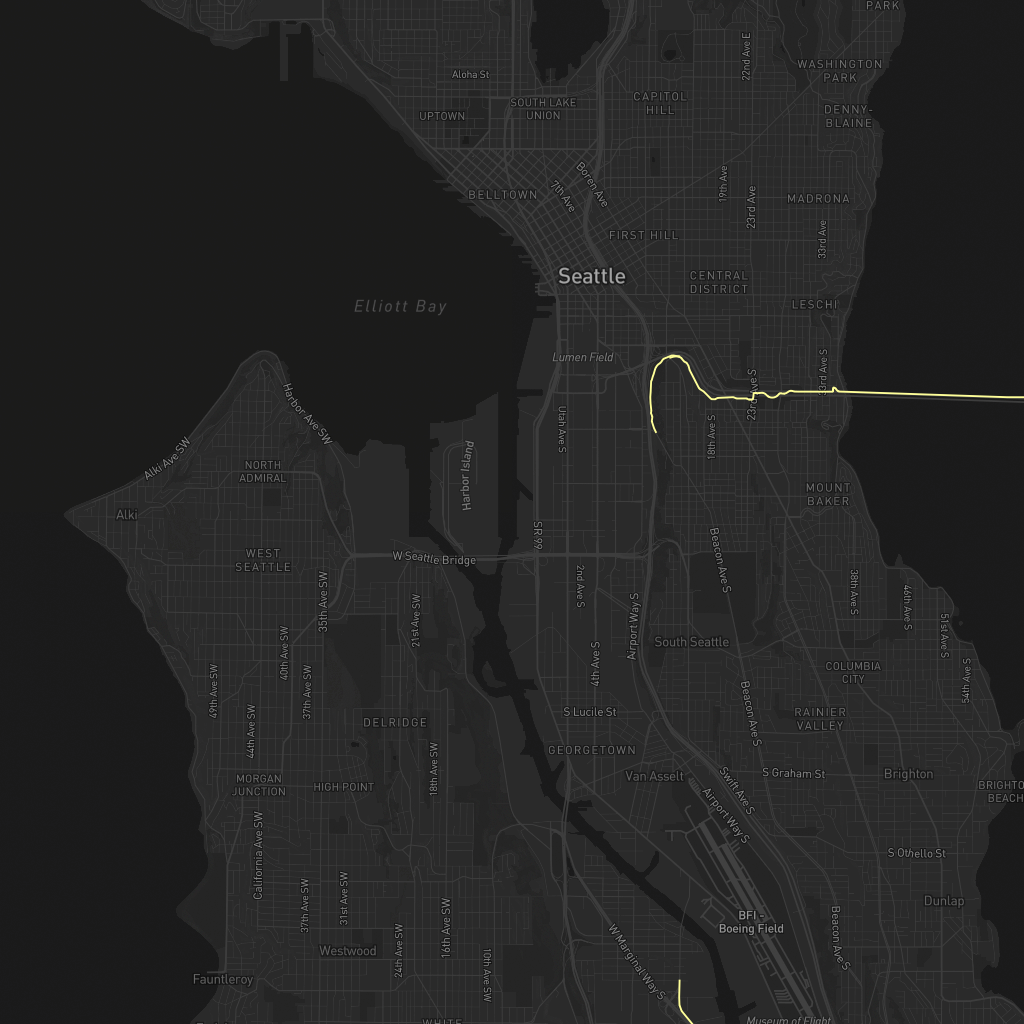 PARK
22nd Ave E
WASHINGTON
PARK
Aloha St
CAPITOL
HILL
SOUTH LAKE
UNION
UPTOWN
DENNY-
BLAINE
BELLTOWN
7th Ave
Boren Ave
19th Ave
23rd Ave
MADRONA
33rd Ave
FIRST HILL
Seattle
CENTRAL
DISTRICT
LESCHI
Elliott Bay
Lumen Field
33rd Ave S
23rd Ave S
Harbor Ave SW
Utah Ave S
18th Ave S
Alki Ave SW
NORTH
ADMIRAL
Harbor Island
MOUNT
BAKER
Alki
SR 99
WEST
SEATTLE
W Seattle Bridge
Beacon Ave S
2nd Ave S
38th Ave S
46th Ave S
35th Ave SW
21st Ave SW
Airport Way S
51st Ave S
40th Ave SW
South Seattle
4th Ave S
COLUMBIA
CITY
54th Ave S
49th Ave SW
37th Ave SW
44th Ave SW
DELRIDGE
S Lucile St
Beacon Ave S
RAINIER
VALLEY
GEORGETOWN
18th Ave SW
MORGAN
JUNCTION
HIGH POINT
Van Asselt
Swift Ave S
S Graham St
Brighton
BRIGHTO
BEACH
Airport Way S
California Ave SW
S Othello St
37th Ave SW
31st Ave SW
16th Ave SW
Dunlap
BFI -
Boeing Field
Beacon Ave S
24th Ave SW
Westwood
10th Ave SW
W Marginal Way S
Fauntleroy
WHITE
Museum of Flight